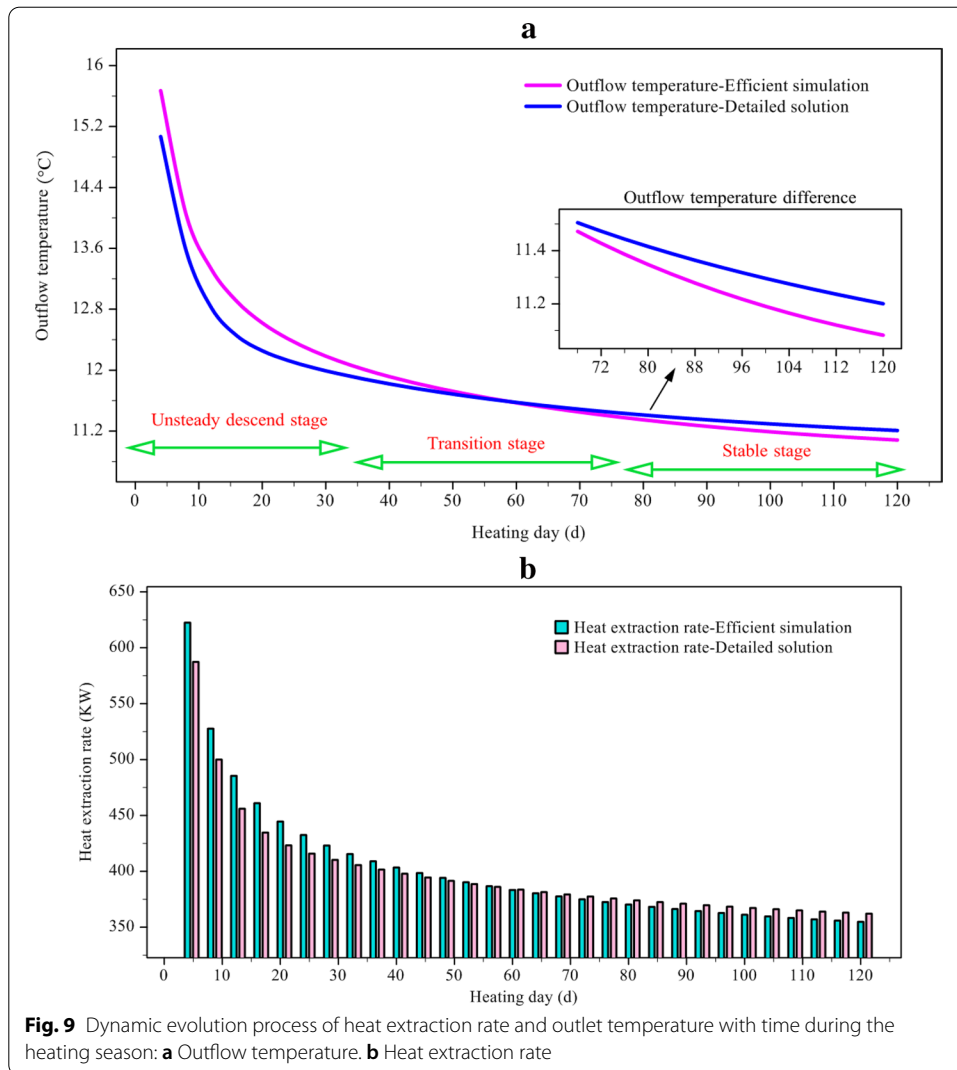 a
16
15.2
14.4
13.6
12.8
12
11.2
Outflow temperature (°C)
Outflow temperature-Efficient simulation
Outflow temperature-Detailed solution
Outflow temperature difference
11.4
11.2
72 80 88 96 104 112 120
Unsteady descend stage
Transition stage
Stable stage
0 10 20 30 40 50 60 70 80 90 100 110 120
Heating day (d)
b
650
600
550
500
450
400
350
Heat extraction rate (KW)
Heat extraction rate-Efficient simulation
Heat extraction rate-Detailed solution
0 10 20 30 40 50 60 70 80 90 100 110 120
Heating day (d)
Fig. 9 Dynamic evolution process of heat extraction rate and outlet temperature with time during the
heating season: a Outflow temperature. b Heat extraction rate